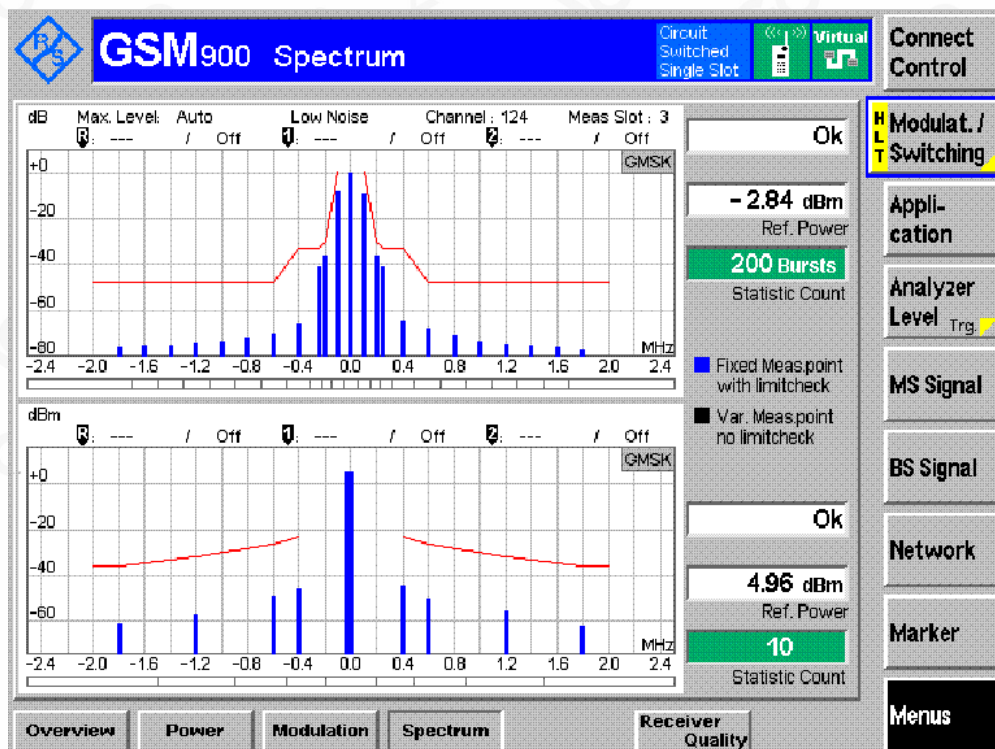 R/S
GSM900 Spectrum
Circuit
Switched
Single Slot
Virtual
Connect
Control
dB Max. Level: Auto Low Noise Channel : 124 Meas Slot : 3
R: --- / Off 1: --- / Off 2: --- / Off
GMSK
+0
-20
-40
-60
-80
MHz
-2.4 -2.0 -1.6 -1.2 -0.8 -0.4 0.0 0.4 0.8 1.2 1.6 2.0 2.4
Ok
-2.84 dBm
Ref. Power
200 Bursts
Statistic Count
Fixed Meas.point
with limitcheck
Var. Meas.point
no limitcheck
dBm
R: --- / Off 1: --- / Off 2: --- / Off
GMSK
+0
-20
-40
-60
MHz
-2.4 -2.0 -1.6 -1.2 -0.8 -0.4 0.0 0.4 0.8 1.2 1.6 2.0 2.4
Ok
4.96 dBm
Ref. Power
10
Statistic Count
HLT
Modulat. /
Switching
Appli-
cation
Analyzer
Level Trg.
MS Signal
BS Signal
Network
Marker
Menus
Overview
Power
Modulation
Spectrum
Receiver
Quality